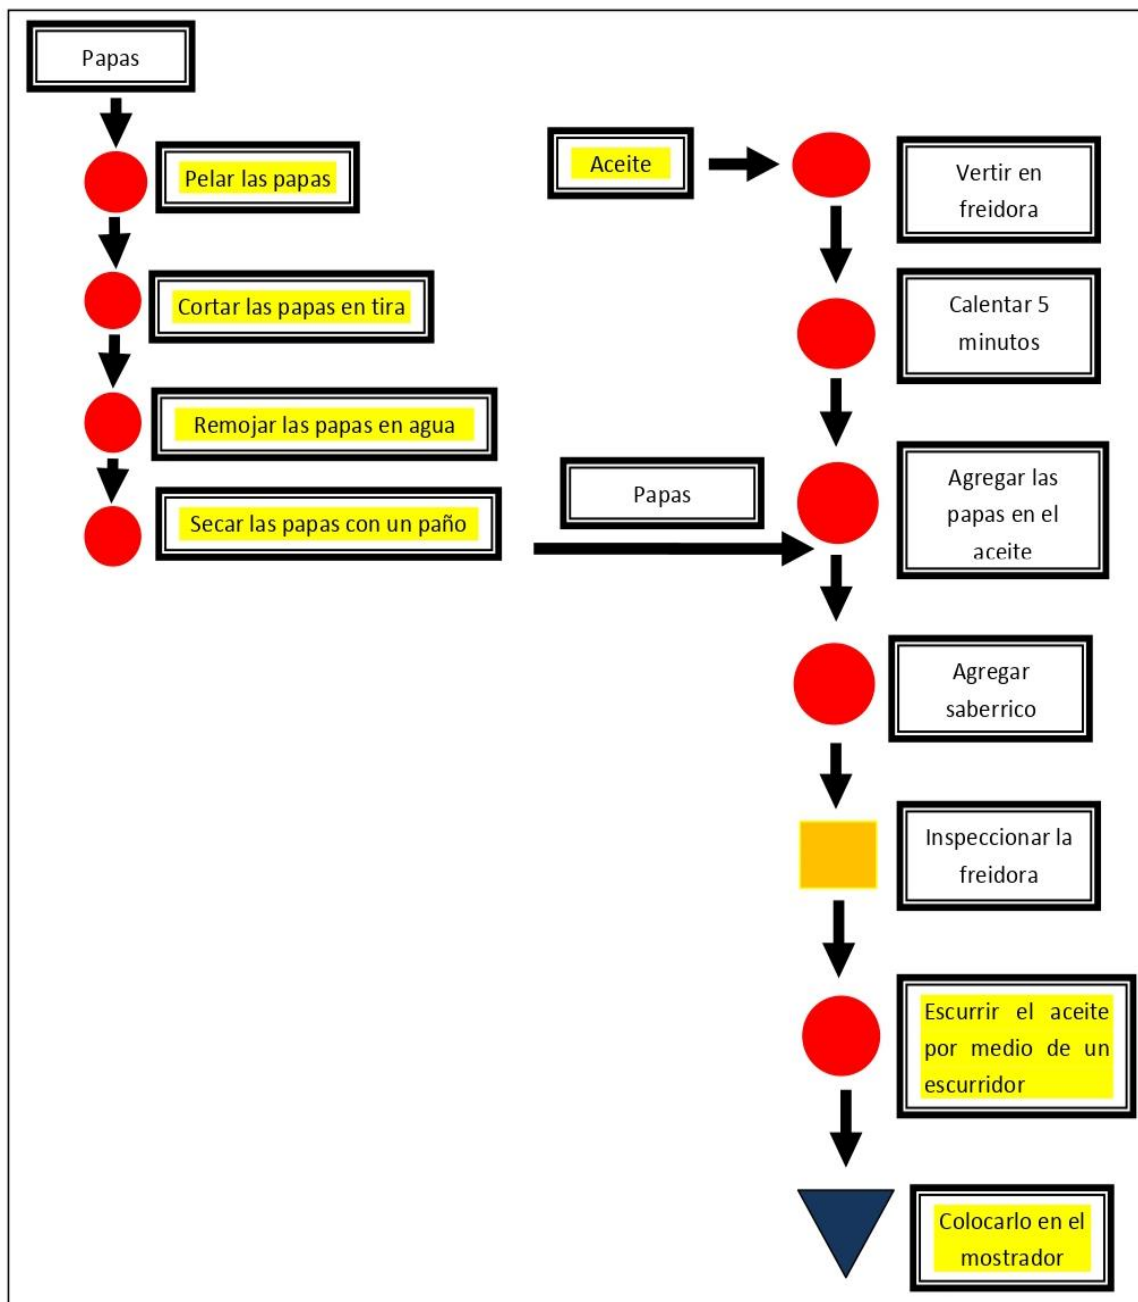 Papas
Pelar las papas
Cortar las papas en tira
Remojar las papas en agua
Secar las papas con un paño
Aceite
Vertir en
freidora
Calentar 5
minutos
Papas
Agregar las
papas en el
aceite
Agregar
saberrico
Inspeccionar la
freidora
Escurrir el aceite
por medio de un
escurridor
Colocarlo en el
mostrador